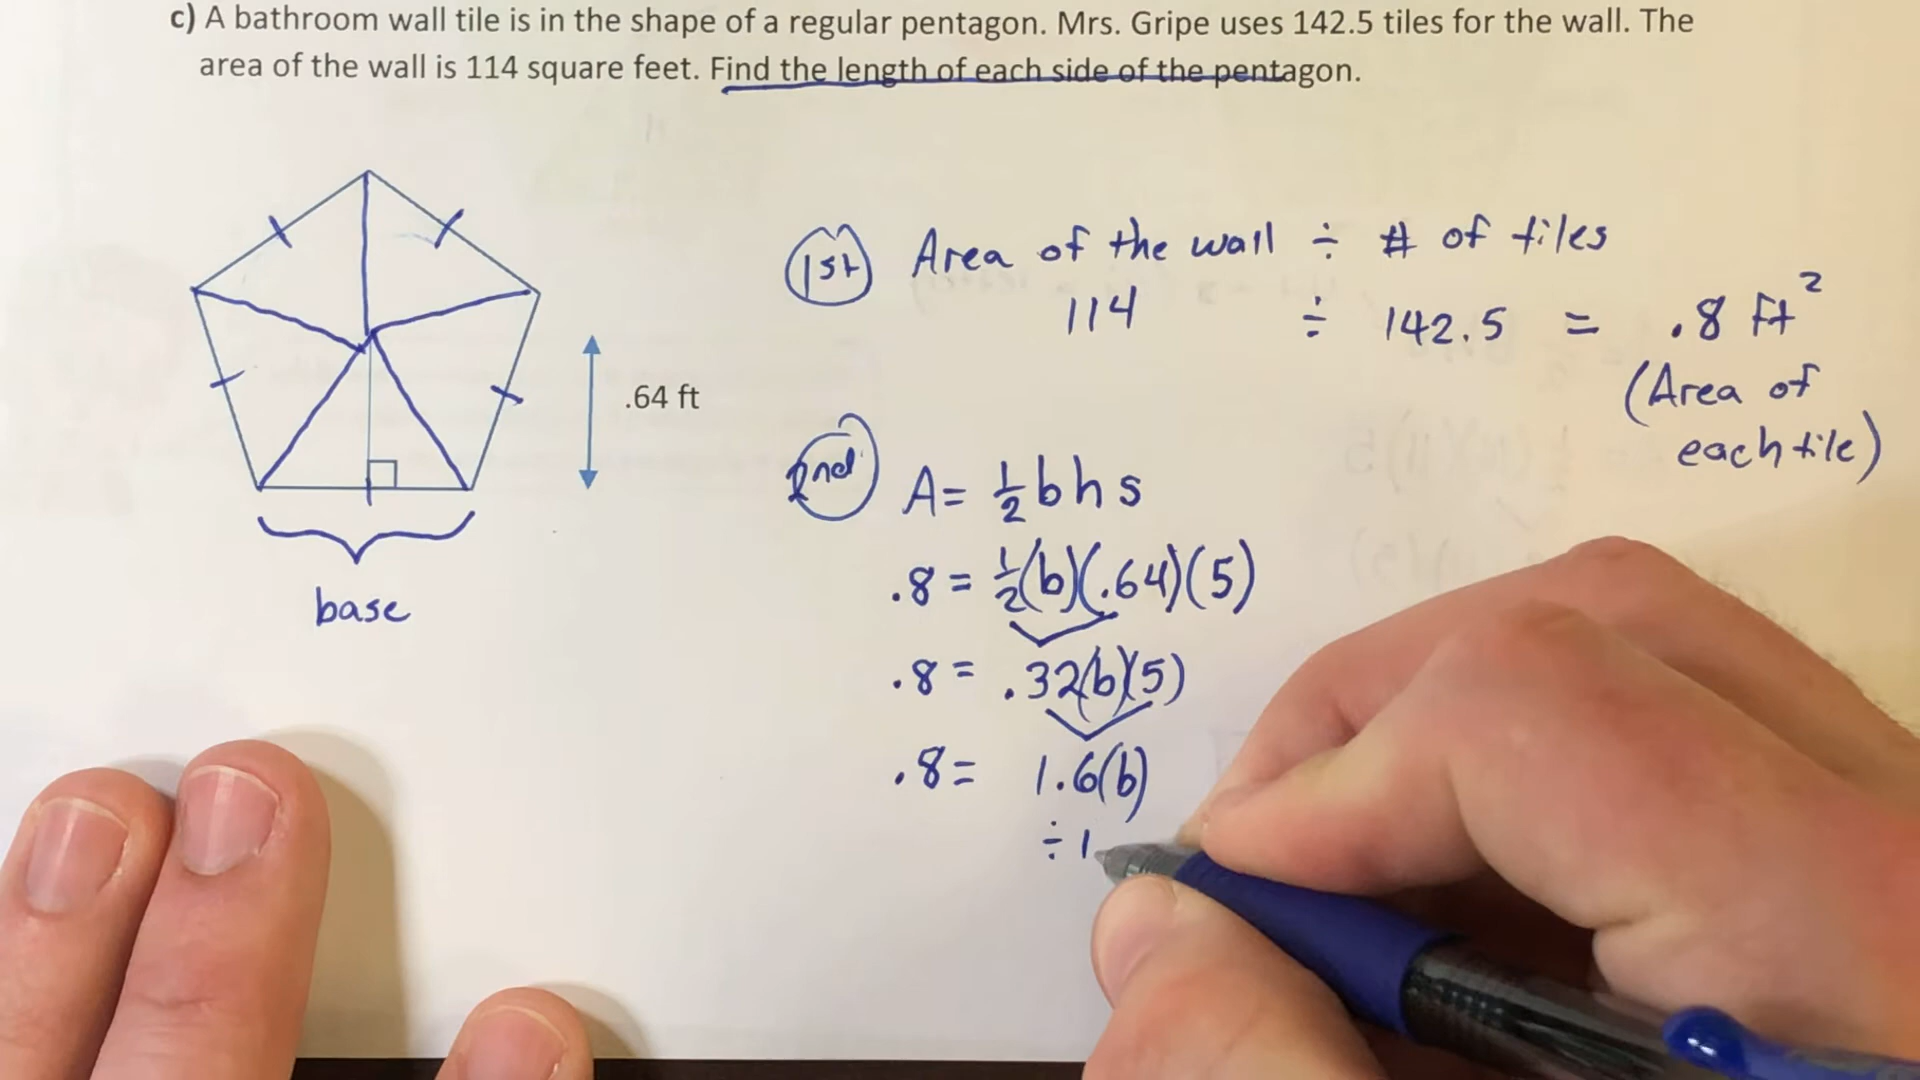 c) A bathroom wall tile is in the shape of a regular pentagon. Mrs. Gripe uses 142.5 tiles for the wall. The
area of the wall is 114 square feet. Find the length of each side of the pentagon.
1st Area of the wall ÷ # of tiles
114 ÷ 142.5 = .8 ft²
(Area of
each tile)
.64 ft
base
2nd A = ½ b h s
.8 = ½(b)(.64)(5)
.8 = .32(b)(5)
.8 = 1.6(b)
÷ 1